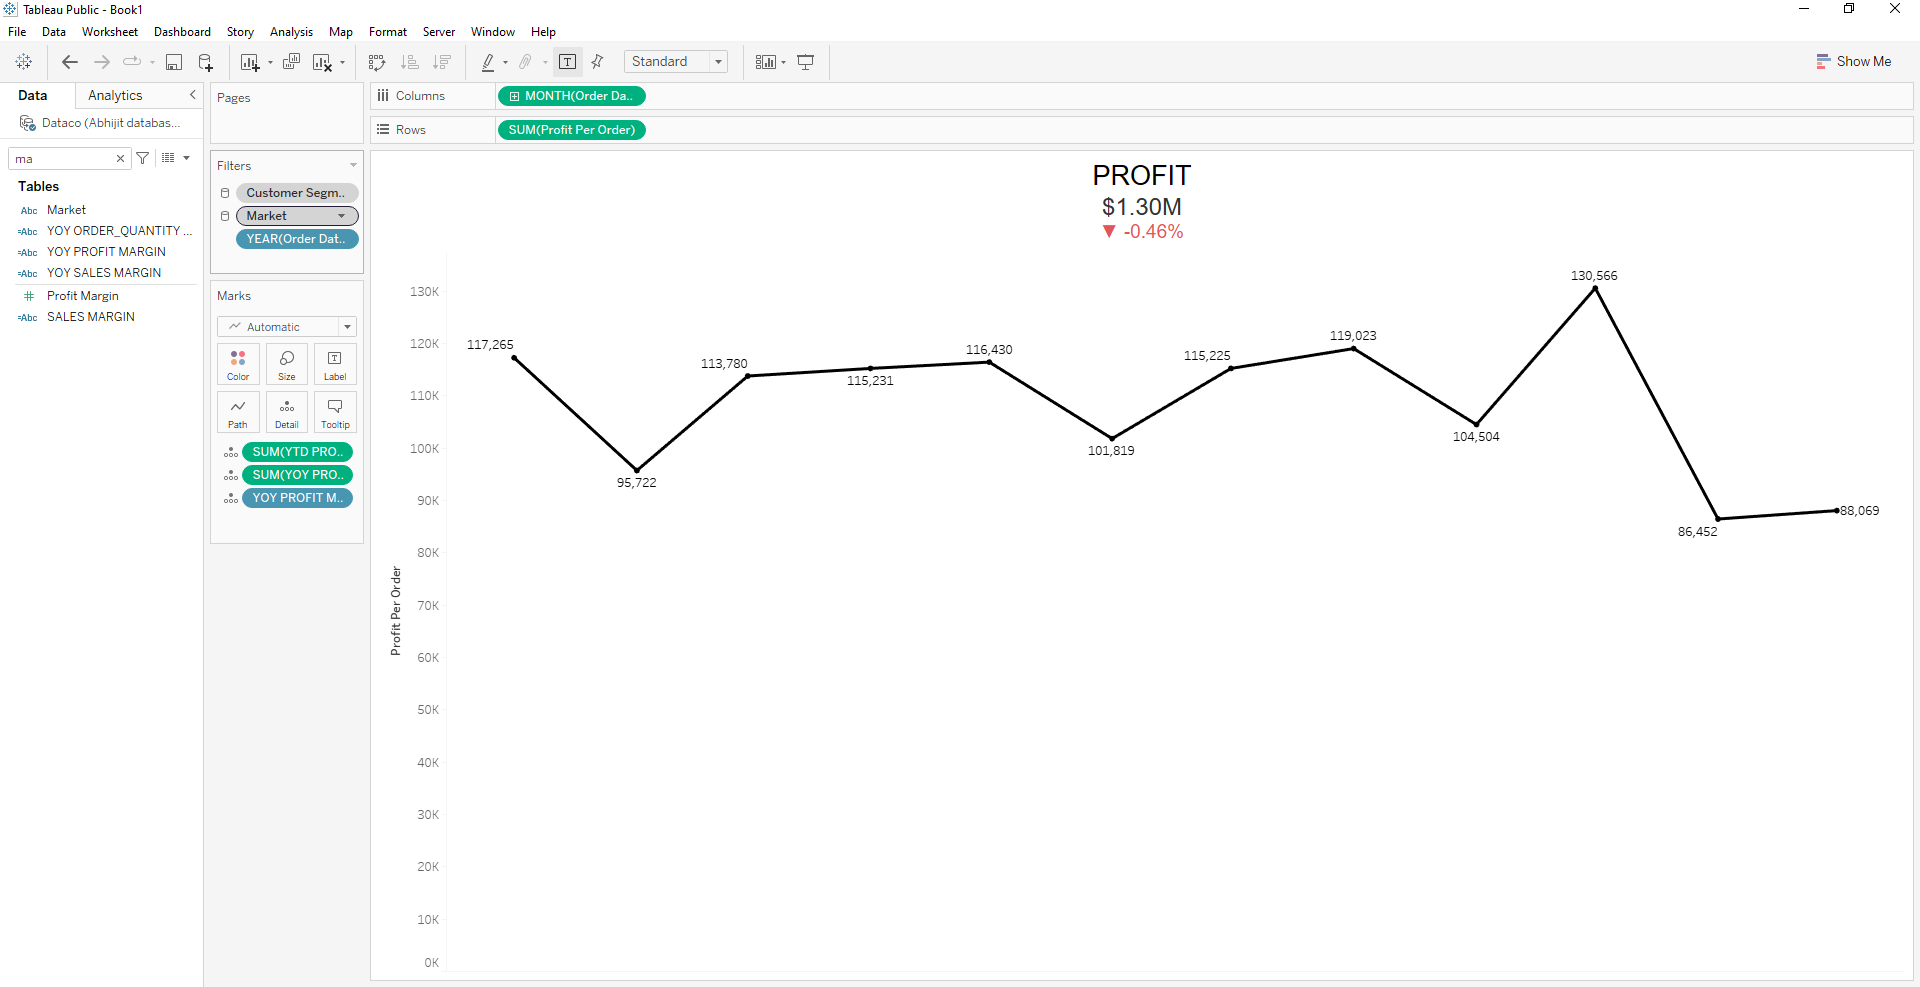 Tableau Public - Book1
File Data Worksheet Dashboard Story Analysis Map Format Server Window Help
Standard
Show Me
Data Analytics
Dataco (Abhijit databas...
ma
Tables
Abc Market
=Abc YOY ORDER_QUANTITY ...
=Abc YOY PROFIT MARGIN
=Abc YOY SALES MARGIN
# Profit Margin
=Abc SALES MARGIN
Pages
Filters
Customer Segm..
Market
YEAR(Order Dat..
Marks
Automatic
Color Size Label
Path Detail Tooltip
SUM(YTD PRO..
SUM(YOY PRO..
YOY PROFIT M..
Columns MONTH(Order Da..
Rows SUM(Profit Per Order)
PROFIT
$1.30M
▼ -0.46%
Profit Per Order
130K
120K
110K
100K
90K
80K
70K
60K
50K
40K
30K
20K
10K
0K
117,265
95,722
113,780
115,231
116,430
101,819
115,225
119,023
104,504
130,566
86,452
88,069